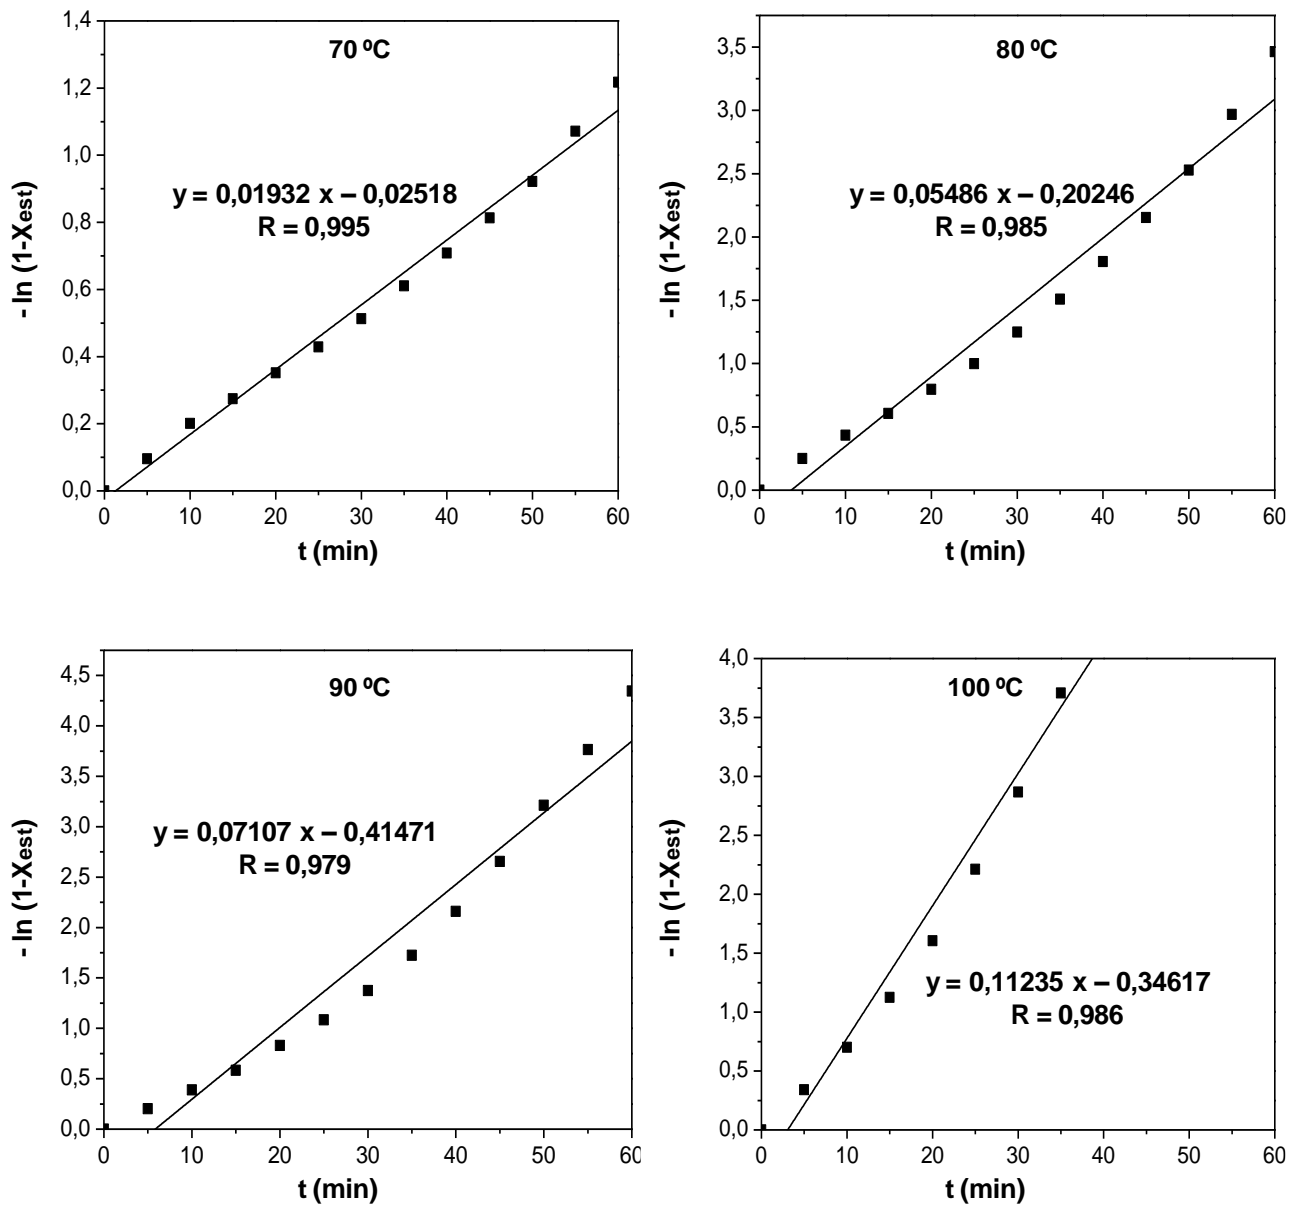 70 ºC
- ln (1-Xest)
1,4
1,2
1,0
0,8
0,6
0,4
0,2
0,0
y = 0,01932 x – 0,02518
R = 0,995
0 10 20 30 40 50 60
t (min)
80 ºC
- ln (1-Xest)
3,5
3,0
2,5
2,0
1,5
1,0
0,5
0,0
y = 0,05486 x – 0,20246
R = 0,985
0 10 20 30 40 50 60
t (min)
90 ºC
- ln (1-Xest)
4,5
4,0
3,5
3,0
2,5
2,0
1,5
1,0
0,5
0,0
y = 0,07107 x – 0,41471
R = 0,979
0 10 20 30 40 50 60
t (min)
100 ºC
- ln (1-Xest)
4,0
3,5
3,0
2,5
2,0
1,5
1,0
0,5
0,0
y = 0,11235 x – 0,34617
R = 0,986
0 10 20 30 40 50 60
t (min)